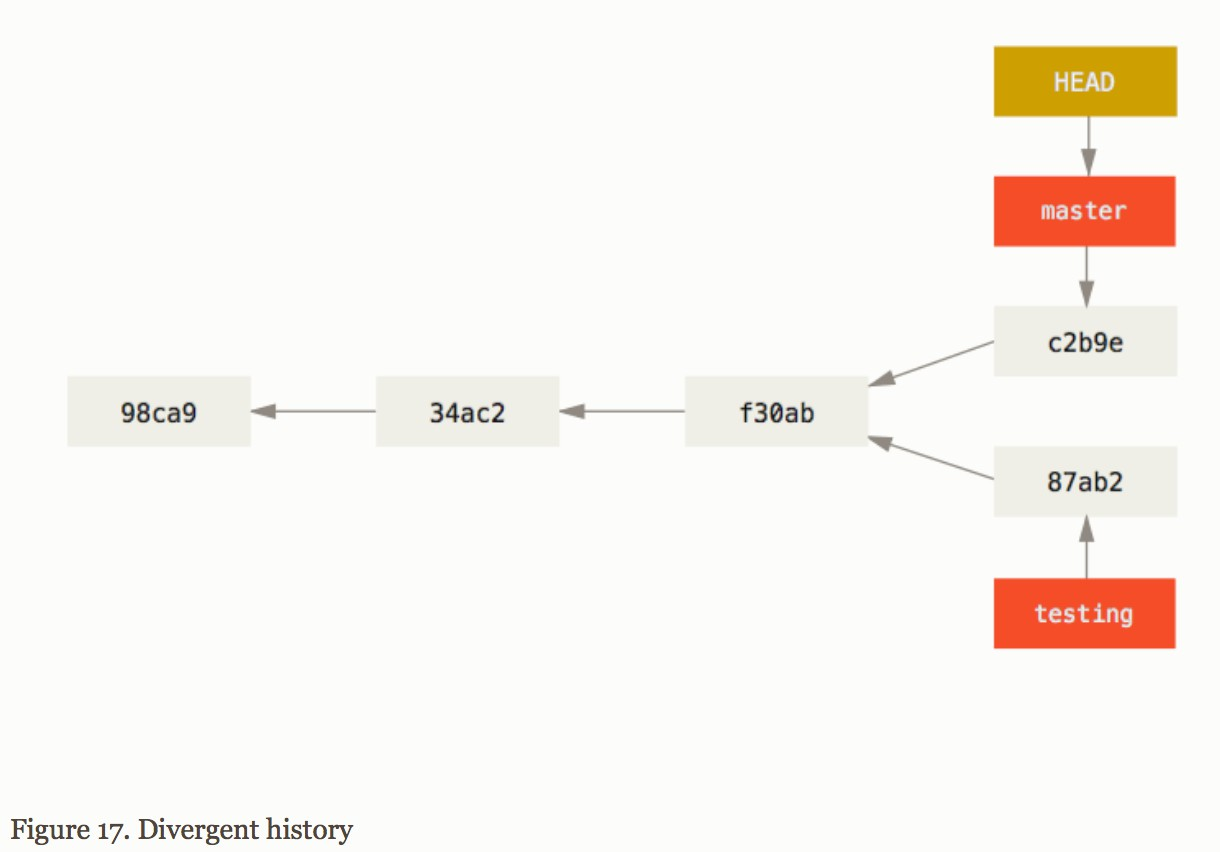 HEAD
master
c2b9e
98ca9 34ac2 f30ab
87ab2
testing
Figure 17. Divergent history